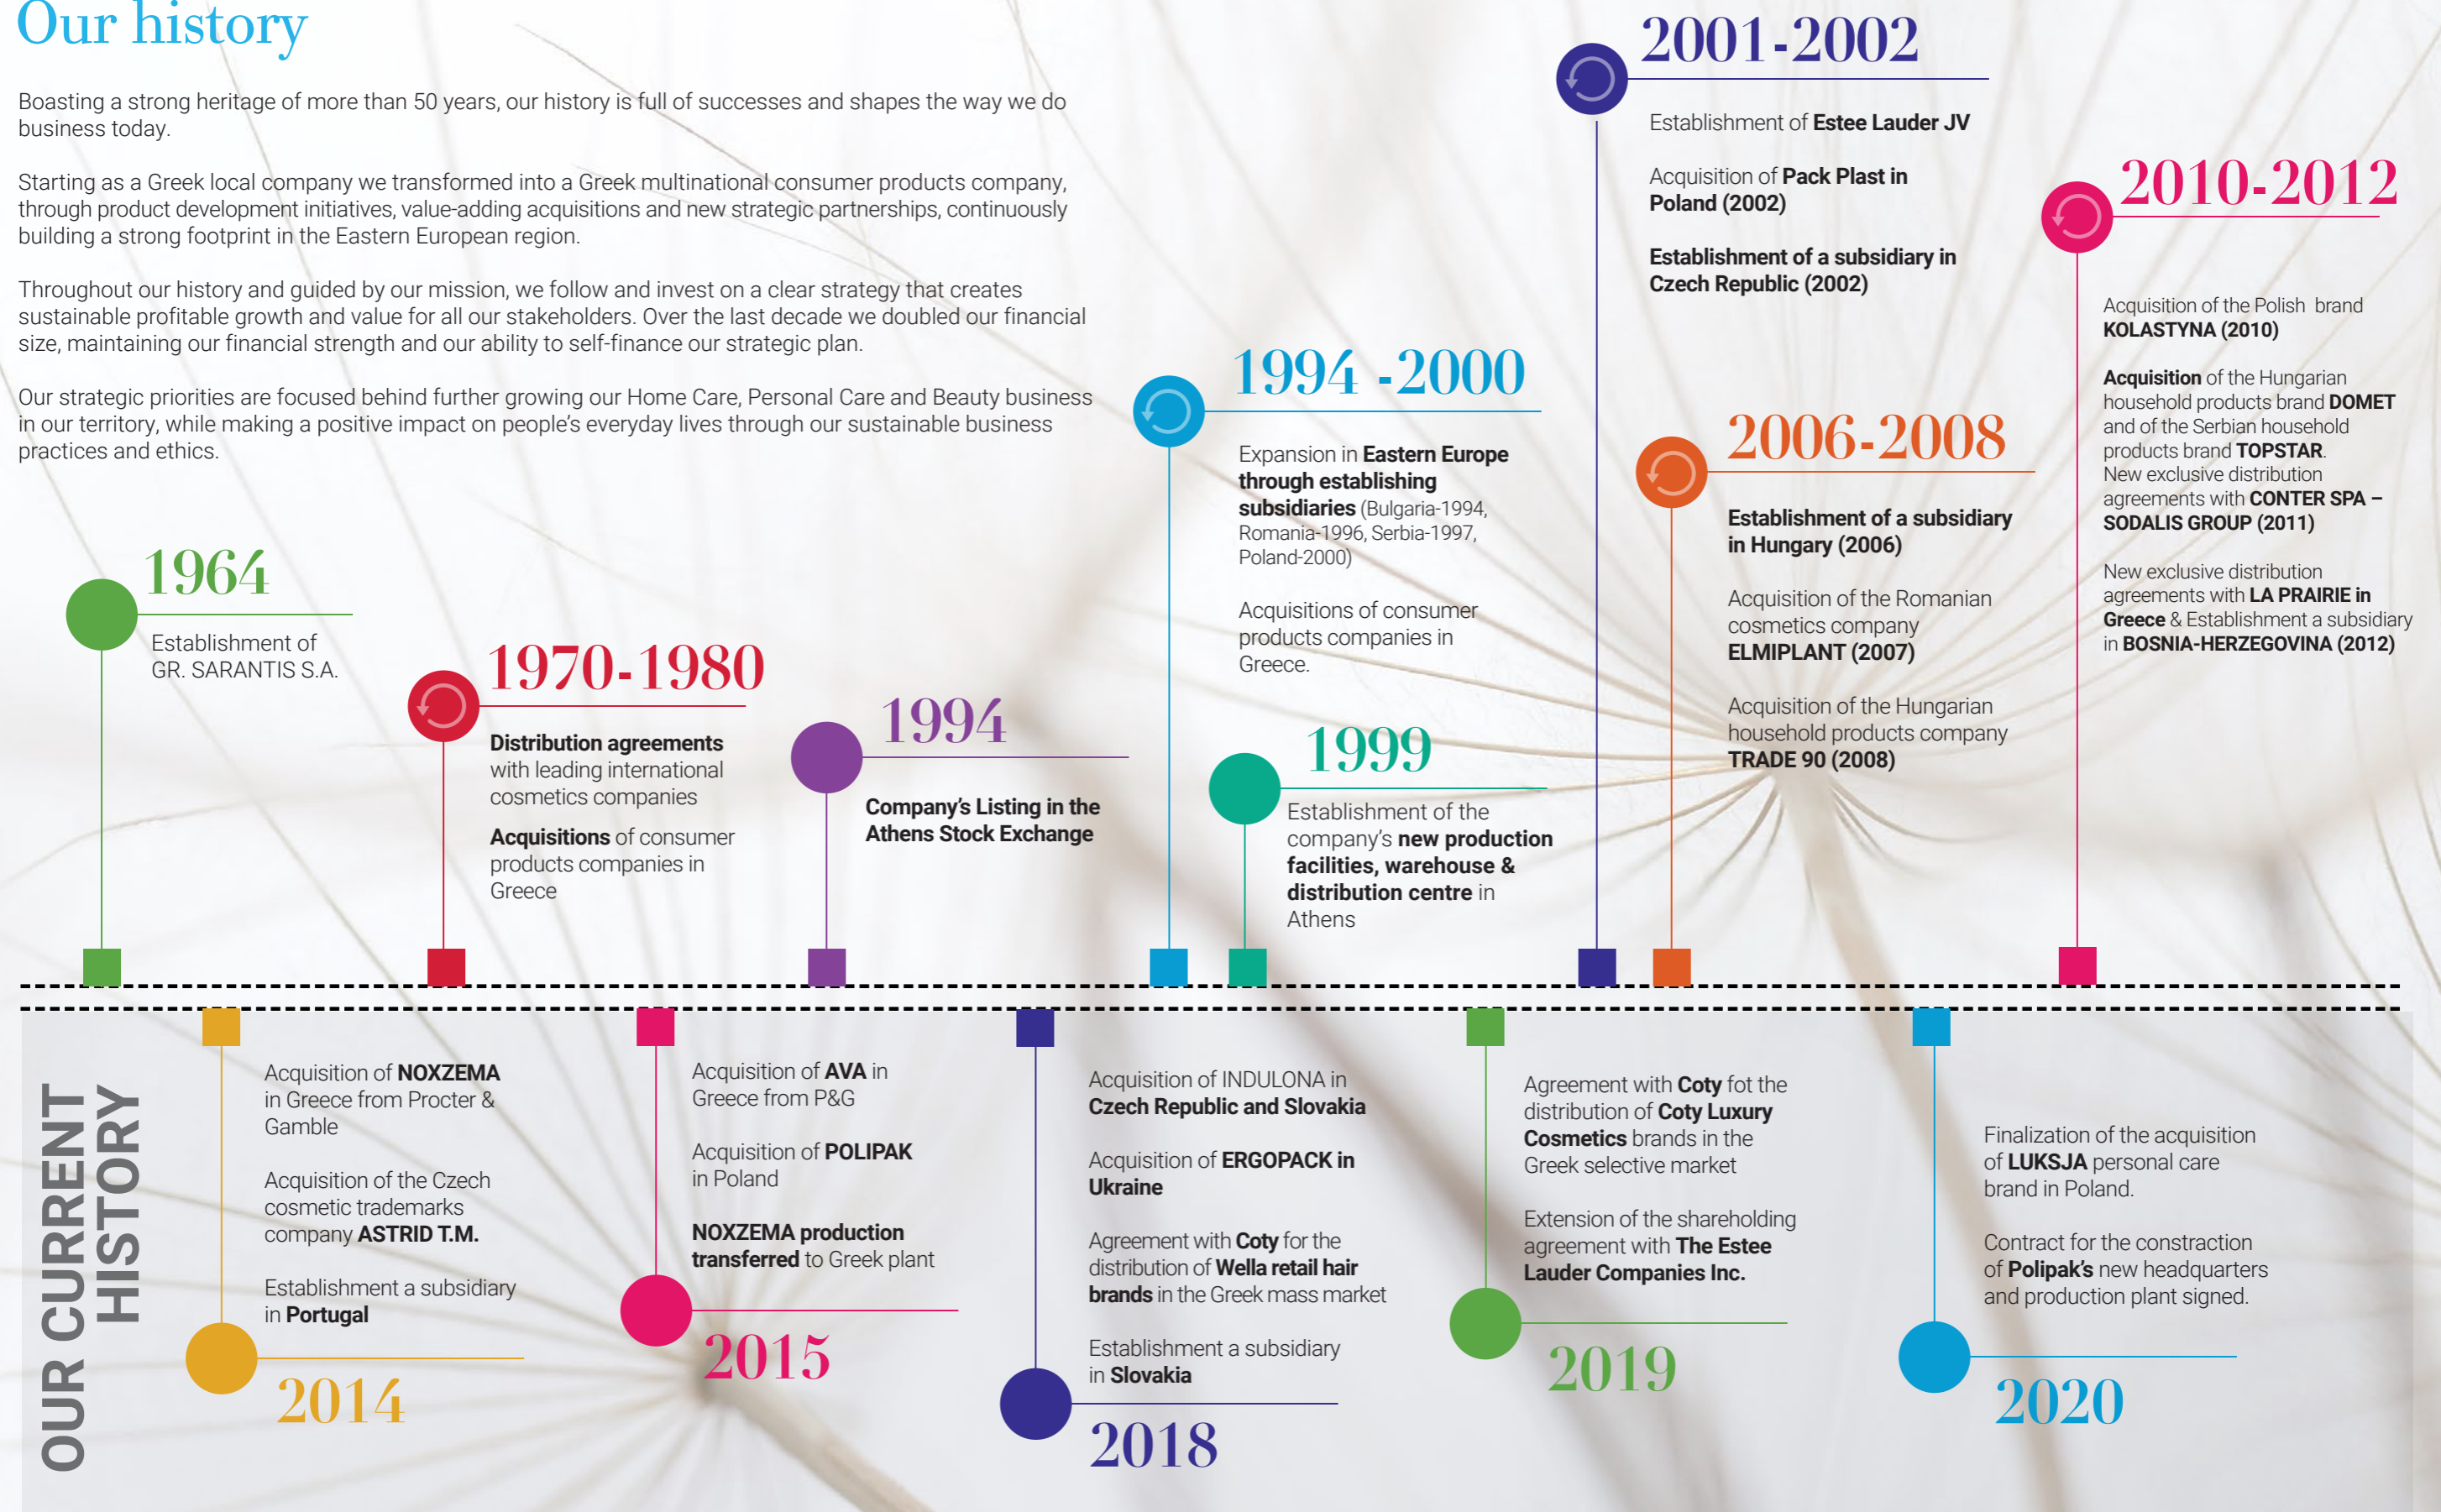 Our history
Boasting a strong heritage of more than 50 years, our history is full of successes and shapes the way we do
business today.
Starting as a Greek local company we transformed into a Greek multinational consumer products company,
through product development initiatives, value-adding acquisitions and new strategic partnerships, continuously
building a strong footprint in the Eastern European region.
Throughout our history and guided by our mission, we follow and invest on a clear strategy that creates
sustainable profitable growth and value for all our stakeholders. Over the last decade we doubled our financial
size, maintaining our financial strength and our ability to self-finance our strategic plan.
Our strategic priorities are focused behind further growing our Home Care, Personal Care and Beauty business
in our territory, while making a positive impact on people's everyday lives through our sustainable business
practices and ethics.
1964
Establishment of
GR. SARANTIS S.A.
1970-1980
Distribution agreements
with leading international
cosmetics companies
Acquisitions of consumer
products companies in
Greece
1994
Company's Listing in the
Athens Stock Exchange
1994 -2000
Expansion in Eastern Europe
through establishing
subsidiaries (Bulgaria-1994,
Romania-1996, Serbia-1997,
Poland-2000)
Acquisitions of consumer
products companies in
Greece.
1999
Establishment of the
company's new production
facilities, warehouse &
distribution centre in
Athens
2001-2002
Establishment of Estee Lauder JV
Acquisition of Pack Plast in
Poland (2002)
Establishment of a subsidiary in
Czech Republic (2002)
2006-2008
Establishment of a subsidiary
in Hungary (2006)
Acquisition of the Romanian
cosmetics company
ELMIPLANT (2007)
Acquisition of the Hungarian
household products company
TRADE 90 (2008)
2010-2012
Acquisition of the Polish brand
KOLASTYNA (2010)
Acquisition of the Hungarian
household products brand DOMET
and of the Serbian household
products brand TOPSTAR.
New exclusive distribution
agreements with CONTER SPA –
SODALIS GROUP (2011)
New exclusive distribution
agreements with LA PRAIRIE in
Greece & Establishment a subsidiary
in BOSNIA-HERZEGOVINA (2012)
OUR CURRENT
HISTORY
Acquisition of NOXZEMA
in Greece from Procter &
Gamble
Acquisition of the Czech
cosmetic trademarks
company ASTRID T.M.
Establishment a subsidiary
in Portugal
2014
Acquisition of AVA in
Greece from P&G
Acquisition of POLIPAK
in Poland
NOXZEMA production
transferred to Greek plant
2015
Acquisition of INDULONA in
Czech Republic and Slovakia
Acquisition of ERGOPACK in
Ukraine
Agreement with Coty for the
distribution of Wella retail hair
brands in the Greek mass market
Establishment a subsidiary
in Slovakia
2018
Agreement with Coty fot the
distribution of Coty Luxury
Cosmetics brands in the
Greek selective market
Extension of the shareholding
agreement with The Estee
Lauder Companies Inc.
2019
Finalization of the acquisition
of LUKSJA personal care
brand in Poland.
Contract for the constraction
of Polipak's new headquarters
and production plant signed.
2020